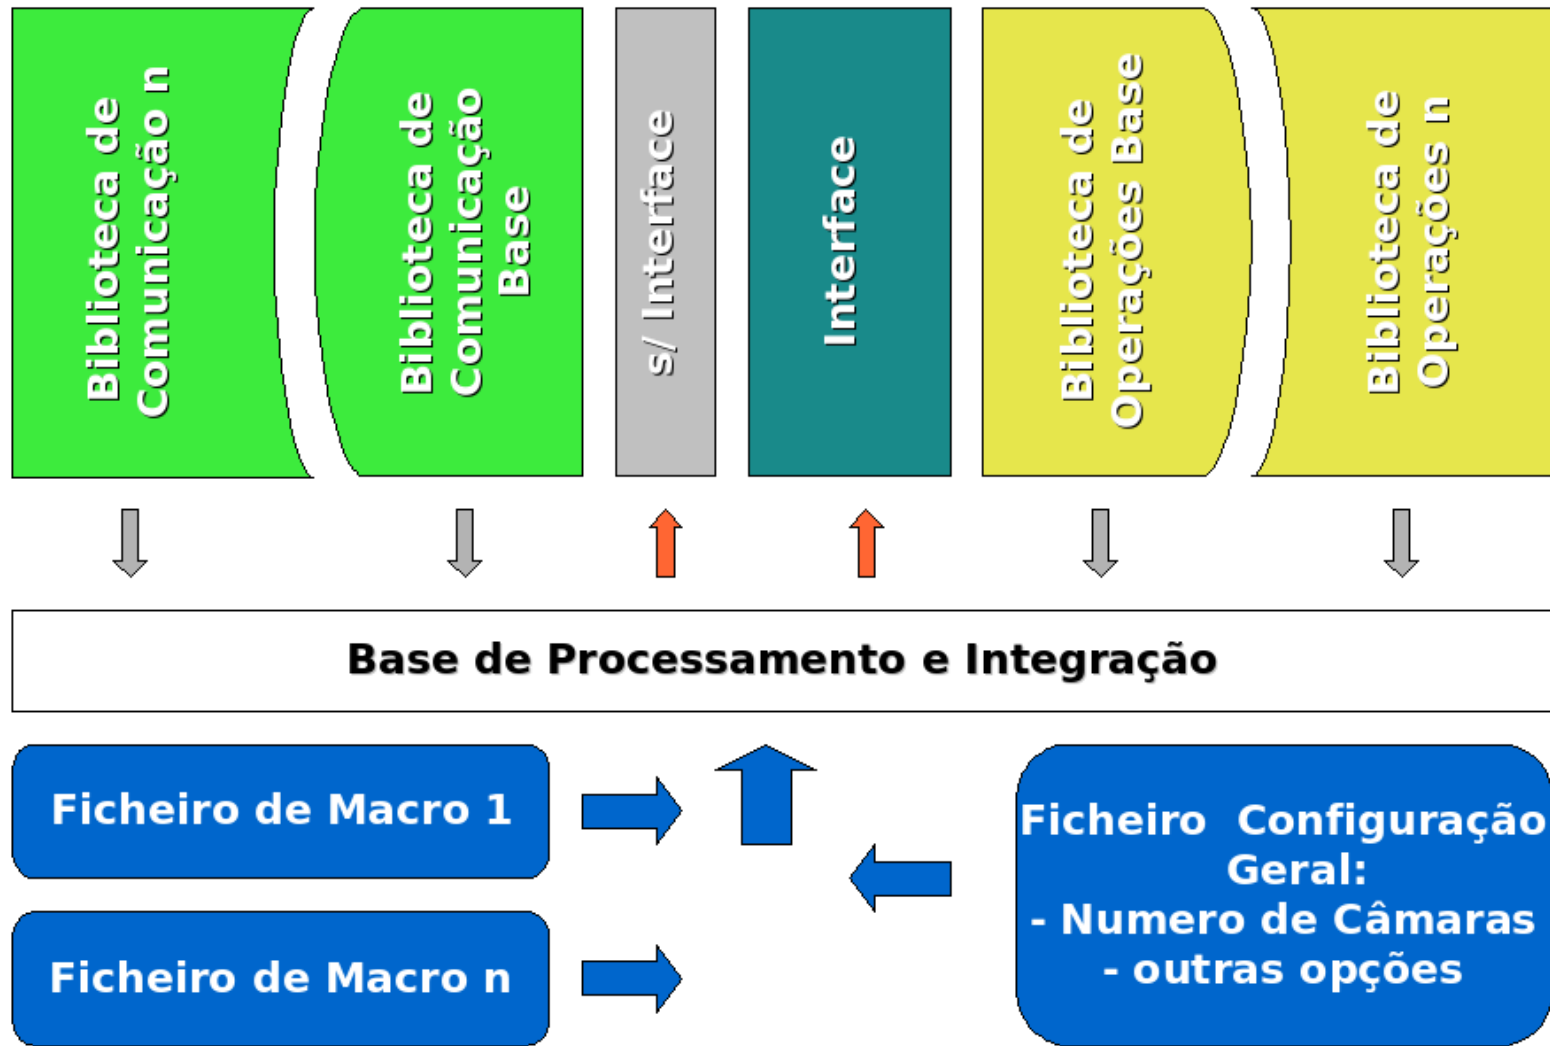 Biblioteca de
Comunicação n
Biblioteca de
Comunicação
Base
s/ Interface
Interface
Biblioteca de
Operações Base
Biblioteca de
Operações n
Base de Processamento e Integração
Ficheiro de Macro 1
Ficheiro de Macro n
Ficheiro Configuração
Geral:
- Numero de Câmaras
- outras opções